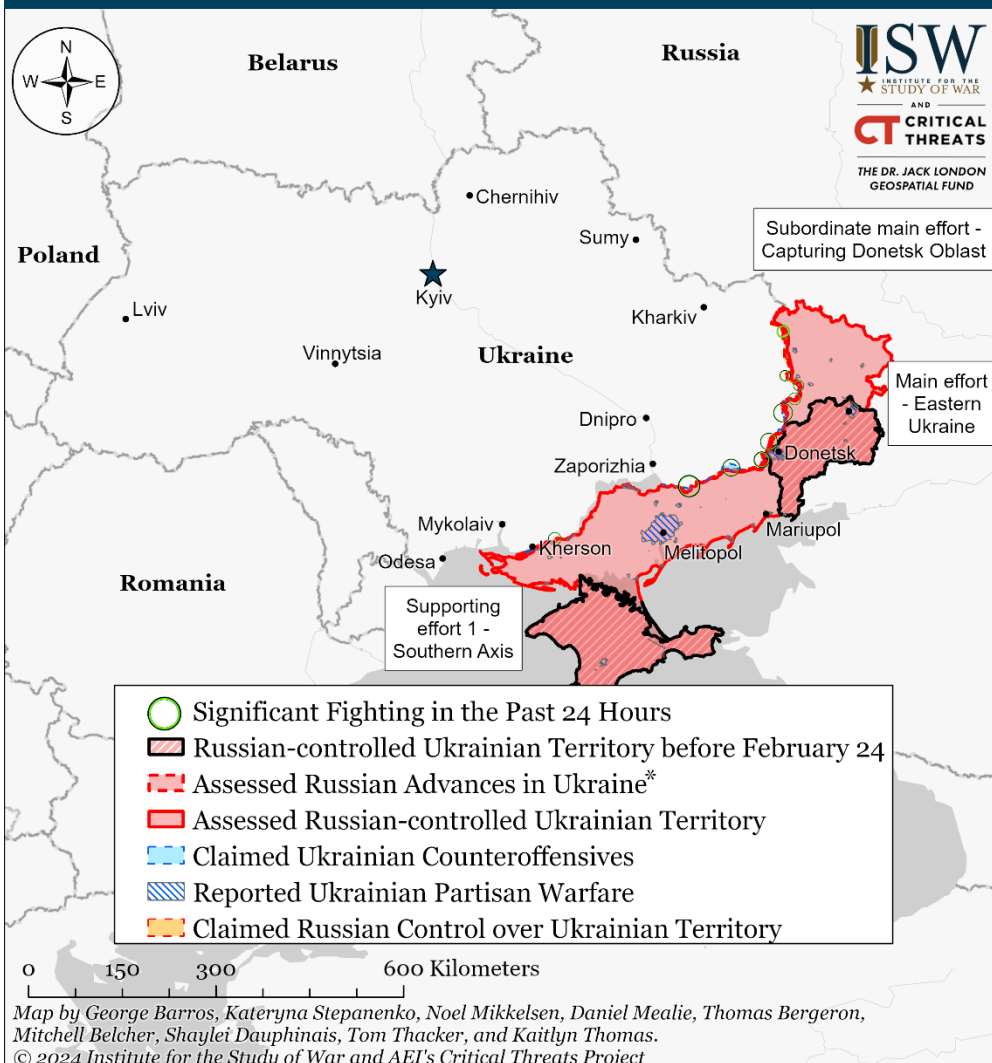 N
W E
S
Belarus
Russia
ISW
INSTITUTE FOR THE
STUDY OF WAR
AND
CT CRITICAL
THREATS
THE DR. JACK LONDON
GEOSPATIAL FUND
Chernihiv
Sumy
Subordinate main effort -
Capturing Donetsk Oblast
Poland
Kyiv
Lviv
Kharkiv
Vinnytsia
Ukraine
Main effort
- Eastern
Ukraine
Dnipro
Donetsk
Zaporizhia
Mykolaiv
Mariupol
Kherson
Melitopol
Odesa
Romania
Supporting
effort 1 -
Southern Axis
Significant Fighting in the Past 24 Hours
Russian-controlled Ukrainian Territory before February 24
Assessed Russian Advances in Ukraine*
Assessed Russian-controlled Ukrainian Territory
Claimed Ukrainian Counteroffensives
Reported Ukrainian Partisan Warfare
Claimed Russian Control over Ukrainian Territory
0 150 300 600 Kilometers
Map by George Barros, Kateryna Stepanenko, Noel Mikkelsen, Daniel Mealie, Thomas Bergeron,
Mitchell Belcher, Shaylei Dauphinais, Tom Thacker, and Kaitlyn Thomas.
© 2024 Institute for the Study of War and AEI's Critical Threats Project